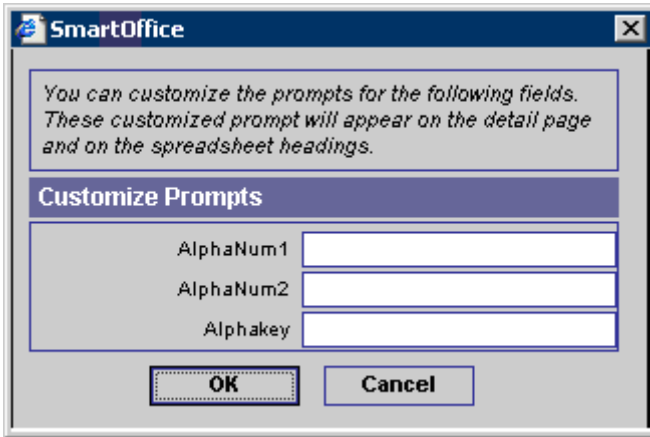 SmartOffice
You can customize the prompts for the following fields.
These customized prompt will appear on the detail page
and on the spreadsheet headings.
Customize Prompts
AlphaNum1
AlphaNum2
Alphakey
OK Cancel